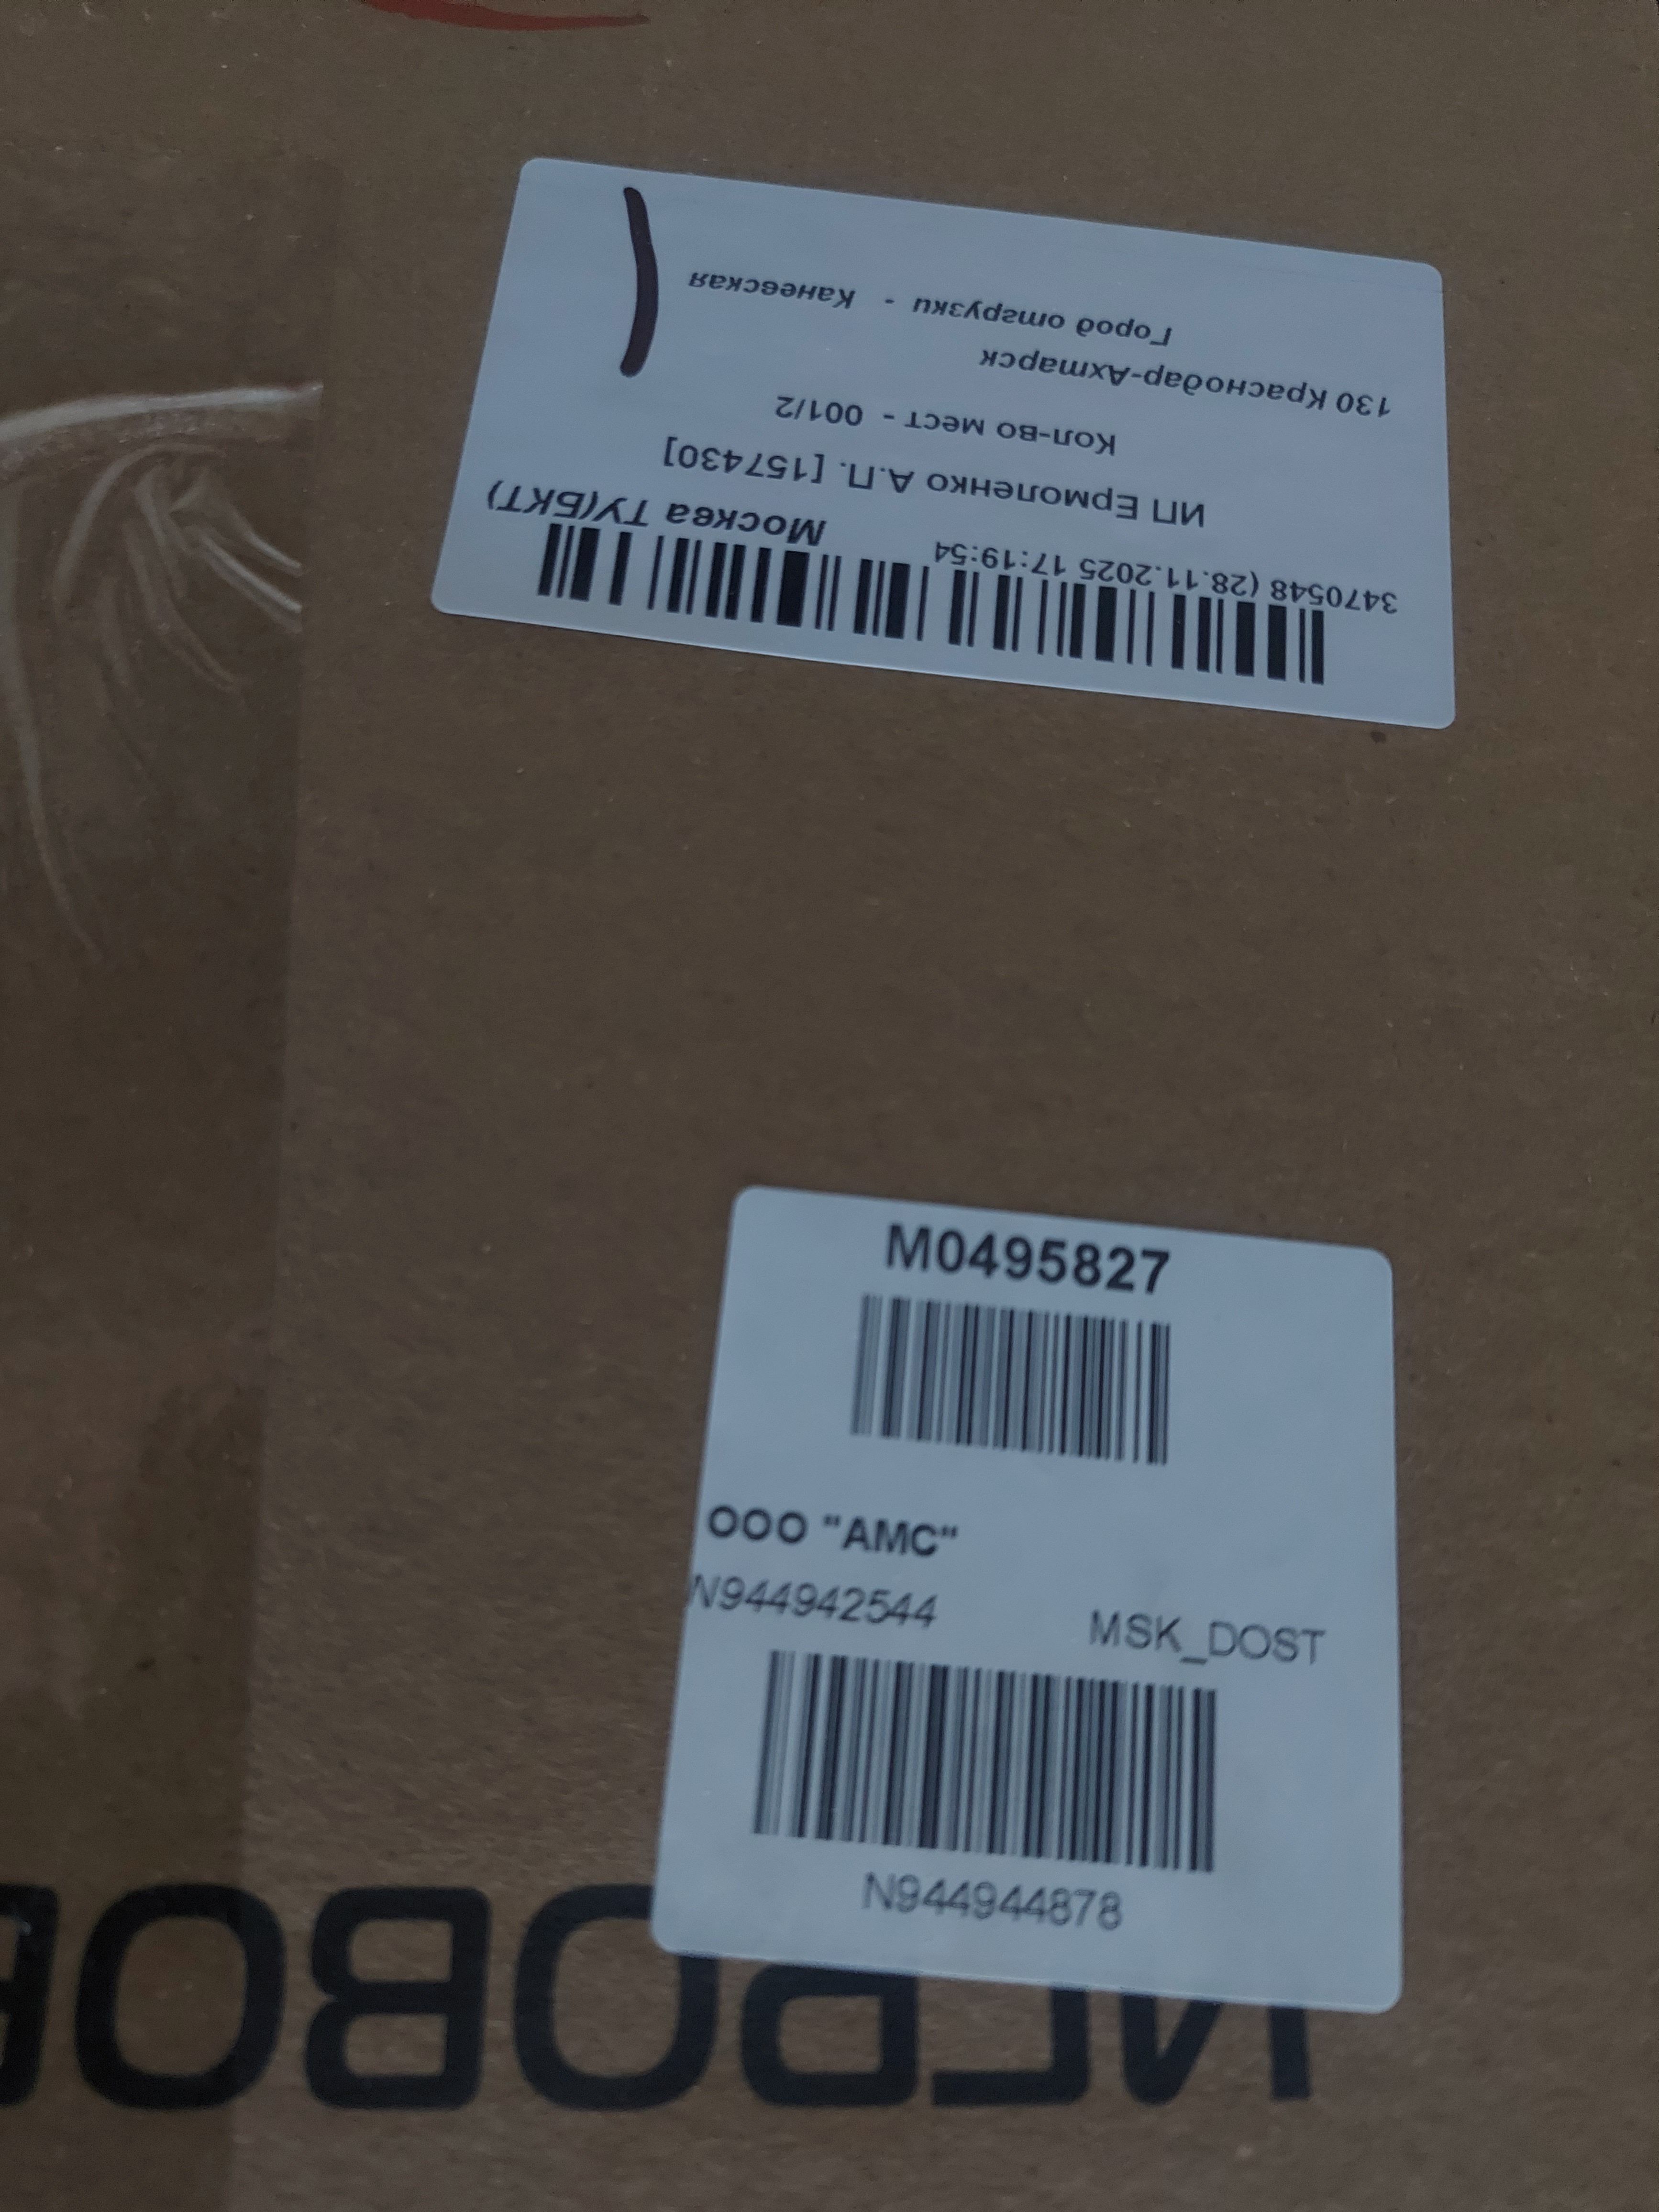 3470548 (28.11.2025 17:19:54
Москва ТУ(БКТ)
ИП Ермоленко А.П. [157430]
Кол-во мест - 001/2
130 Краснодар-Ахтарск
Город отгрузки - Каневская
M0495827
ООО "АМС"
N944942544 MSK_DOST
N944944878